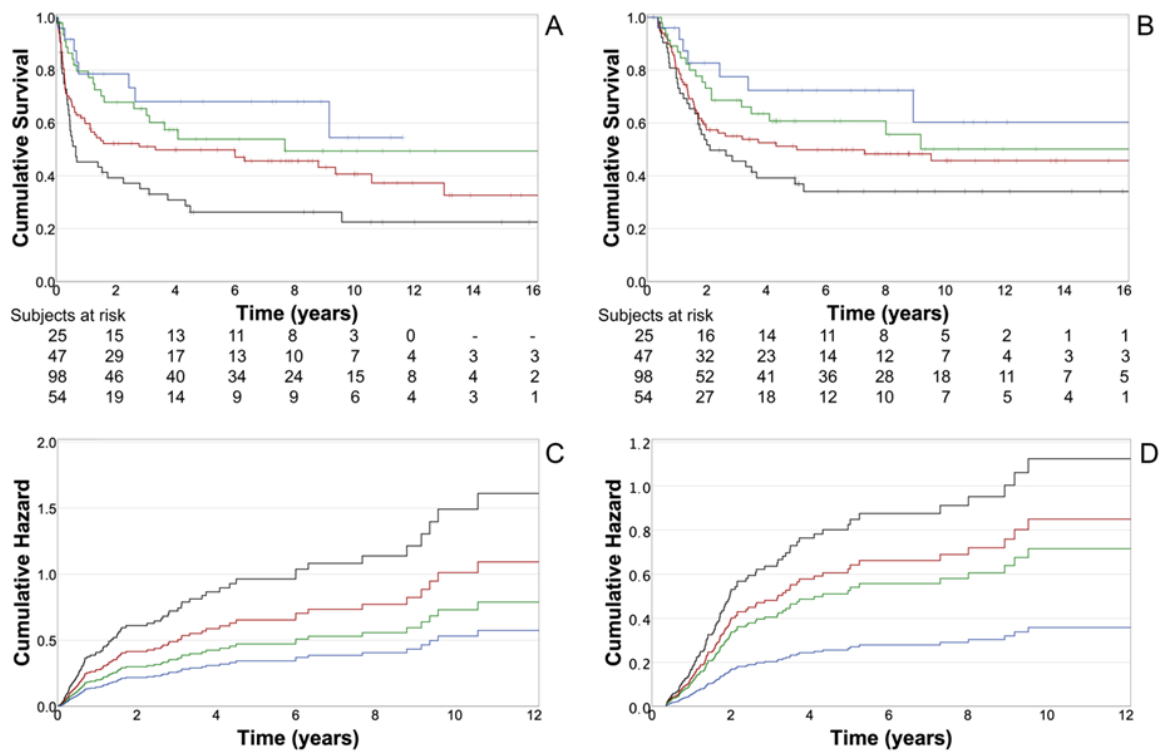 A
Cumulative Survival
1.0
0.8
0.6
0.4
0.2
0.0
0 2 4 6 8 10 12 14 16
Time (years)
Subjects at risk
25 15 13 11 8 3 0 - -
47 29 17 13 10 7 4 3 3
98 46 40 34 24 15 8 4 2
54 19 14 9 9 6 4 3 1
B
Cumulative Survival
1.0
0.8
0.6
0.4
0.2
0.0
0 2 4 6 8 10 12 14 16
Time (years)
Subjects at risk
25 16 14 11 8 5 2 1 1
47 32 23 14 12 7 4 3 3
98 52 41 36 28 18 11 7 5
54 27 18 12 10 7 5 4 1
C
Cumulative Hazard
2.0
1.5
1.0
0.5
0.0
0 2 4 6 8 10 12
Time (years)
D
Cumulative Hazard
1.2
1.0
0.8
0.6
0.4
0.2
0.0
0 2 4 6 8 10 12
Time (years)